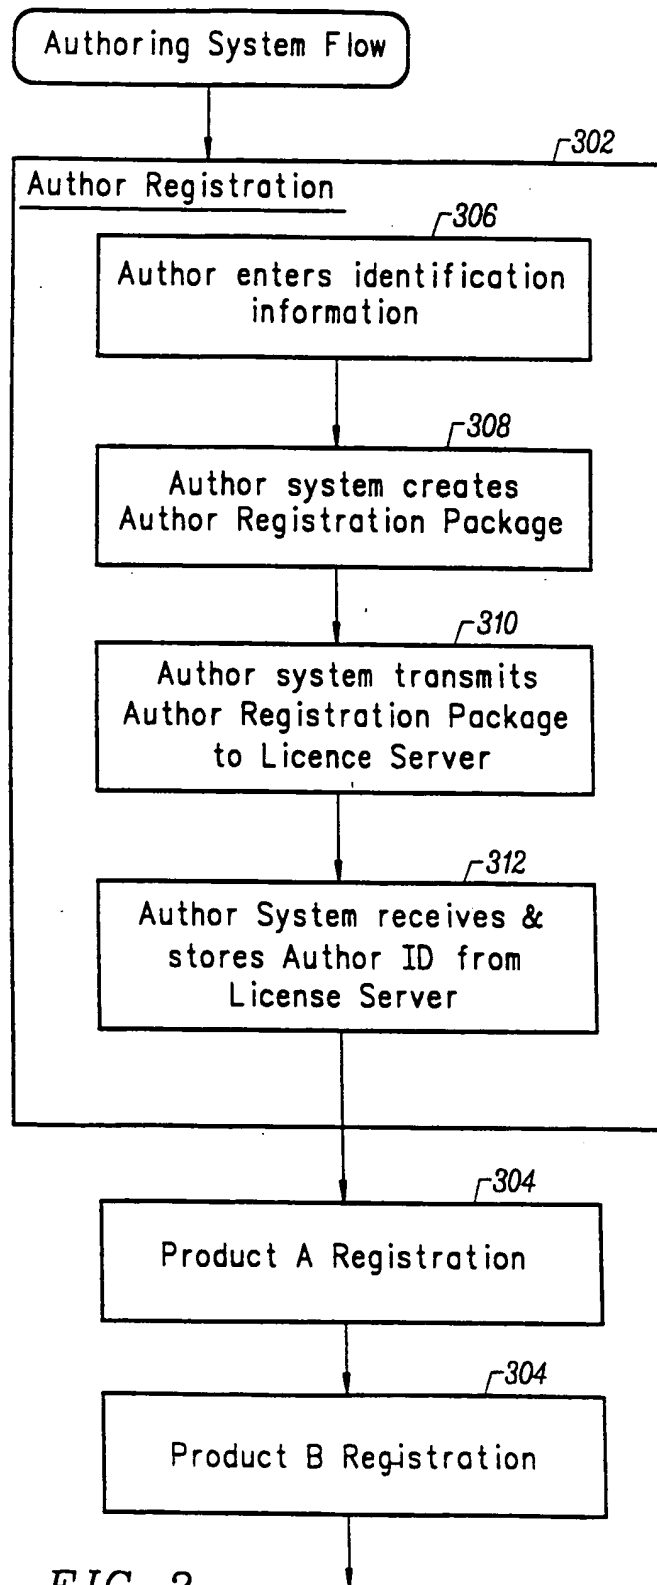 Authoring System Flow
302
Author Registration
306
Author enters identification
information
308
Author system creates
Author Registration Package
310
Author system transmits
Author Registration Package
to Licence Server
312
Author System receives &
stores Author ID from
License Server
304
Product A Registration
304
Product B Registration
FIG.